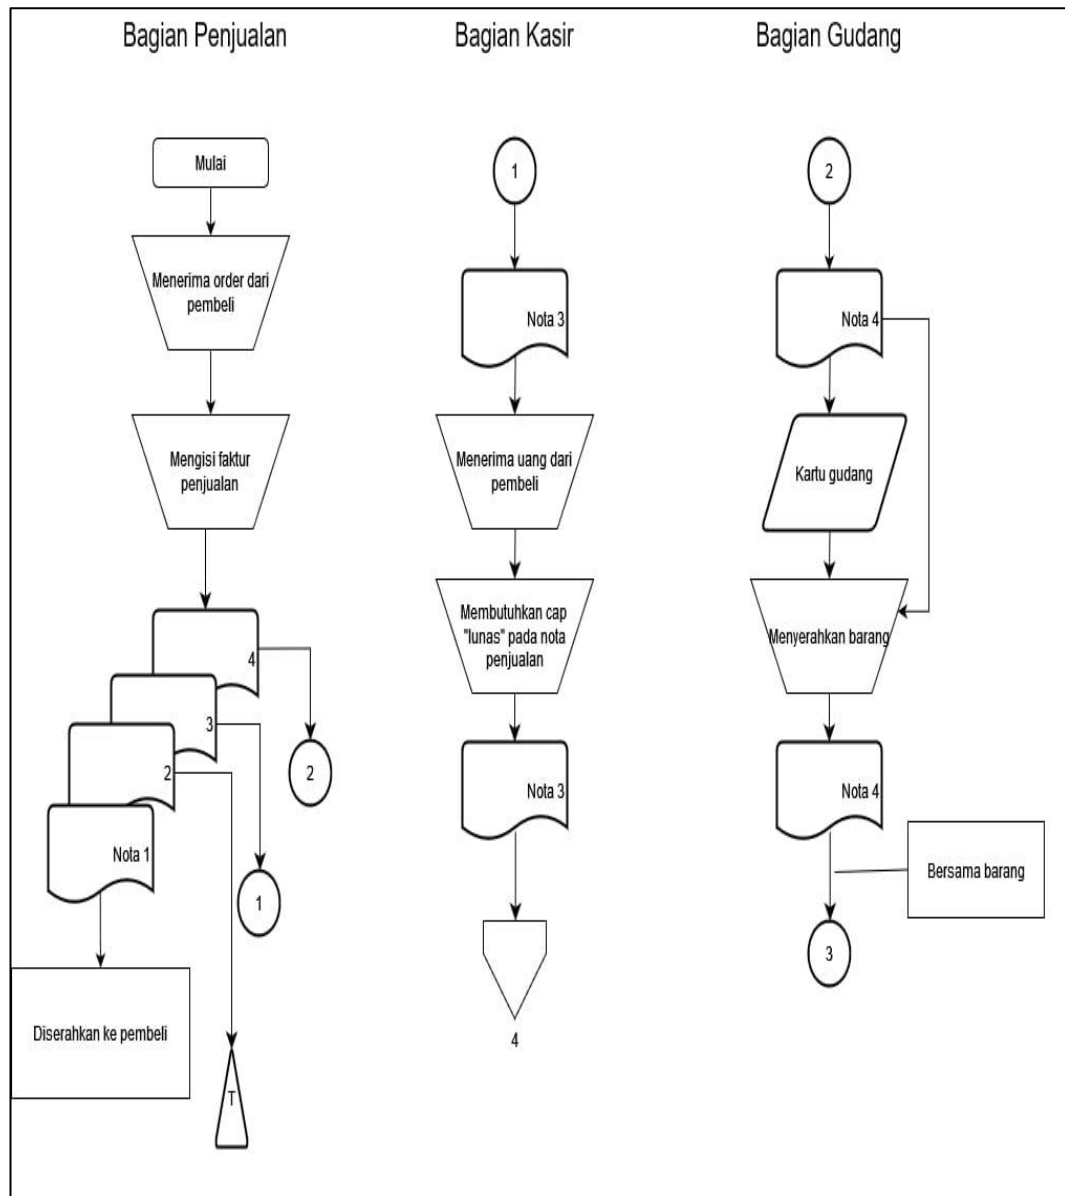 Bagian Penjualan
Bagian Kasir
Bagian Gudang
Mulai
Menerima order dari
pembeli
Mengisi faktur
penjualan
4
3
2
Nota 1
2
1
Diserahkan ke pembeli
T
1
Nota 3
Menerima uang dari
pembeli
Membutuhkan cap
"lunas" pada nota
penjualan
Nota 3
4
2
Nota 4
Kartu gudang
Menyerahkan barang
Nota 4
Bersama barang
3